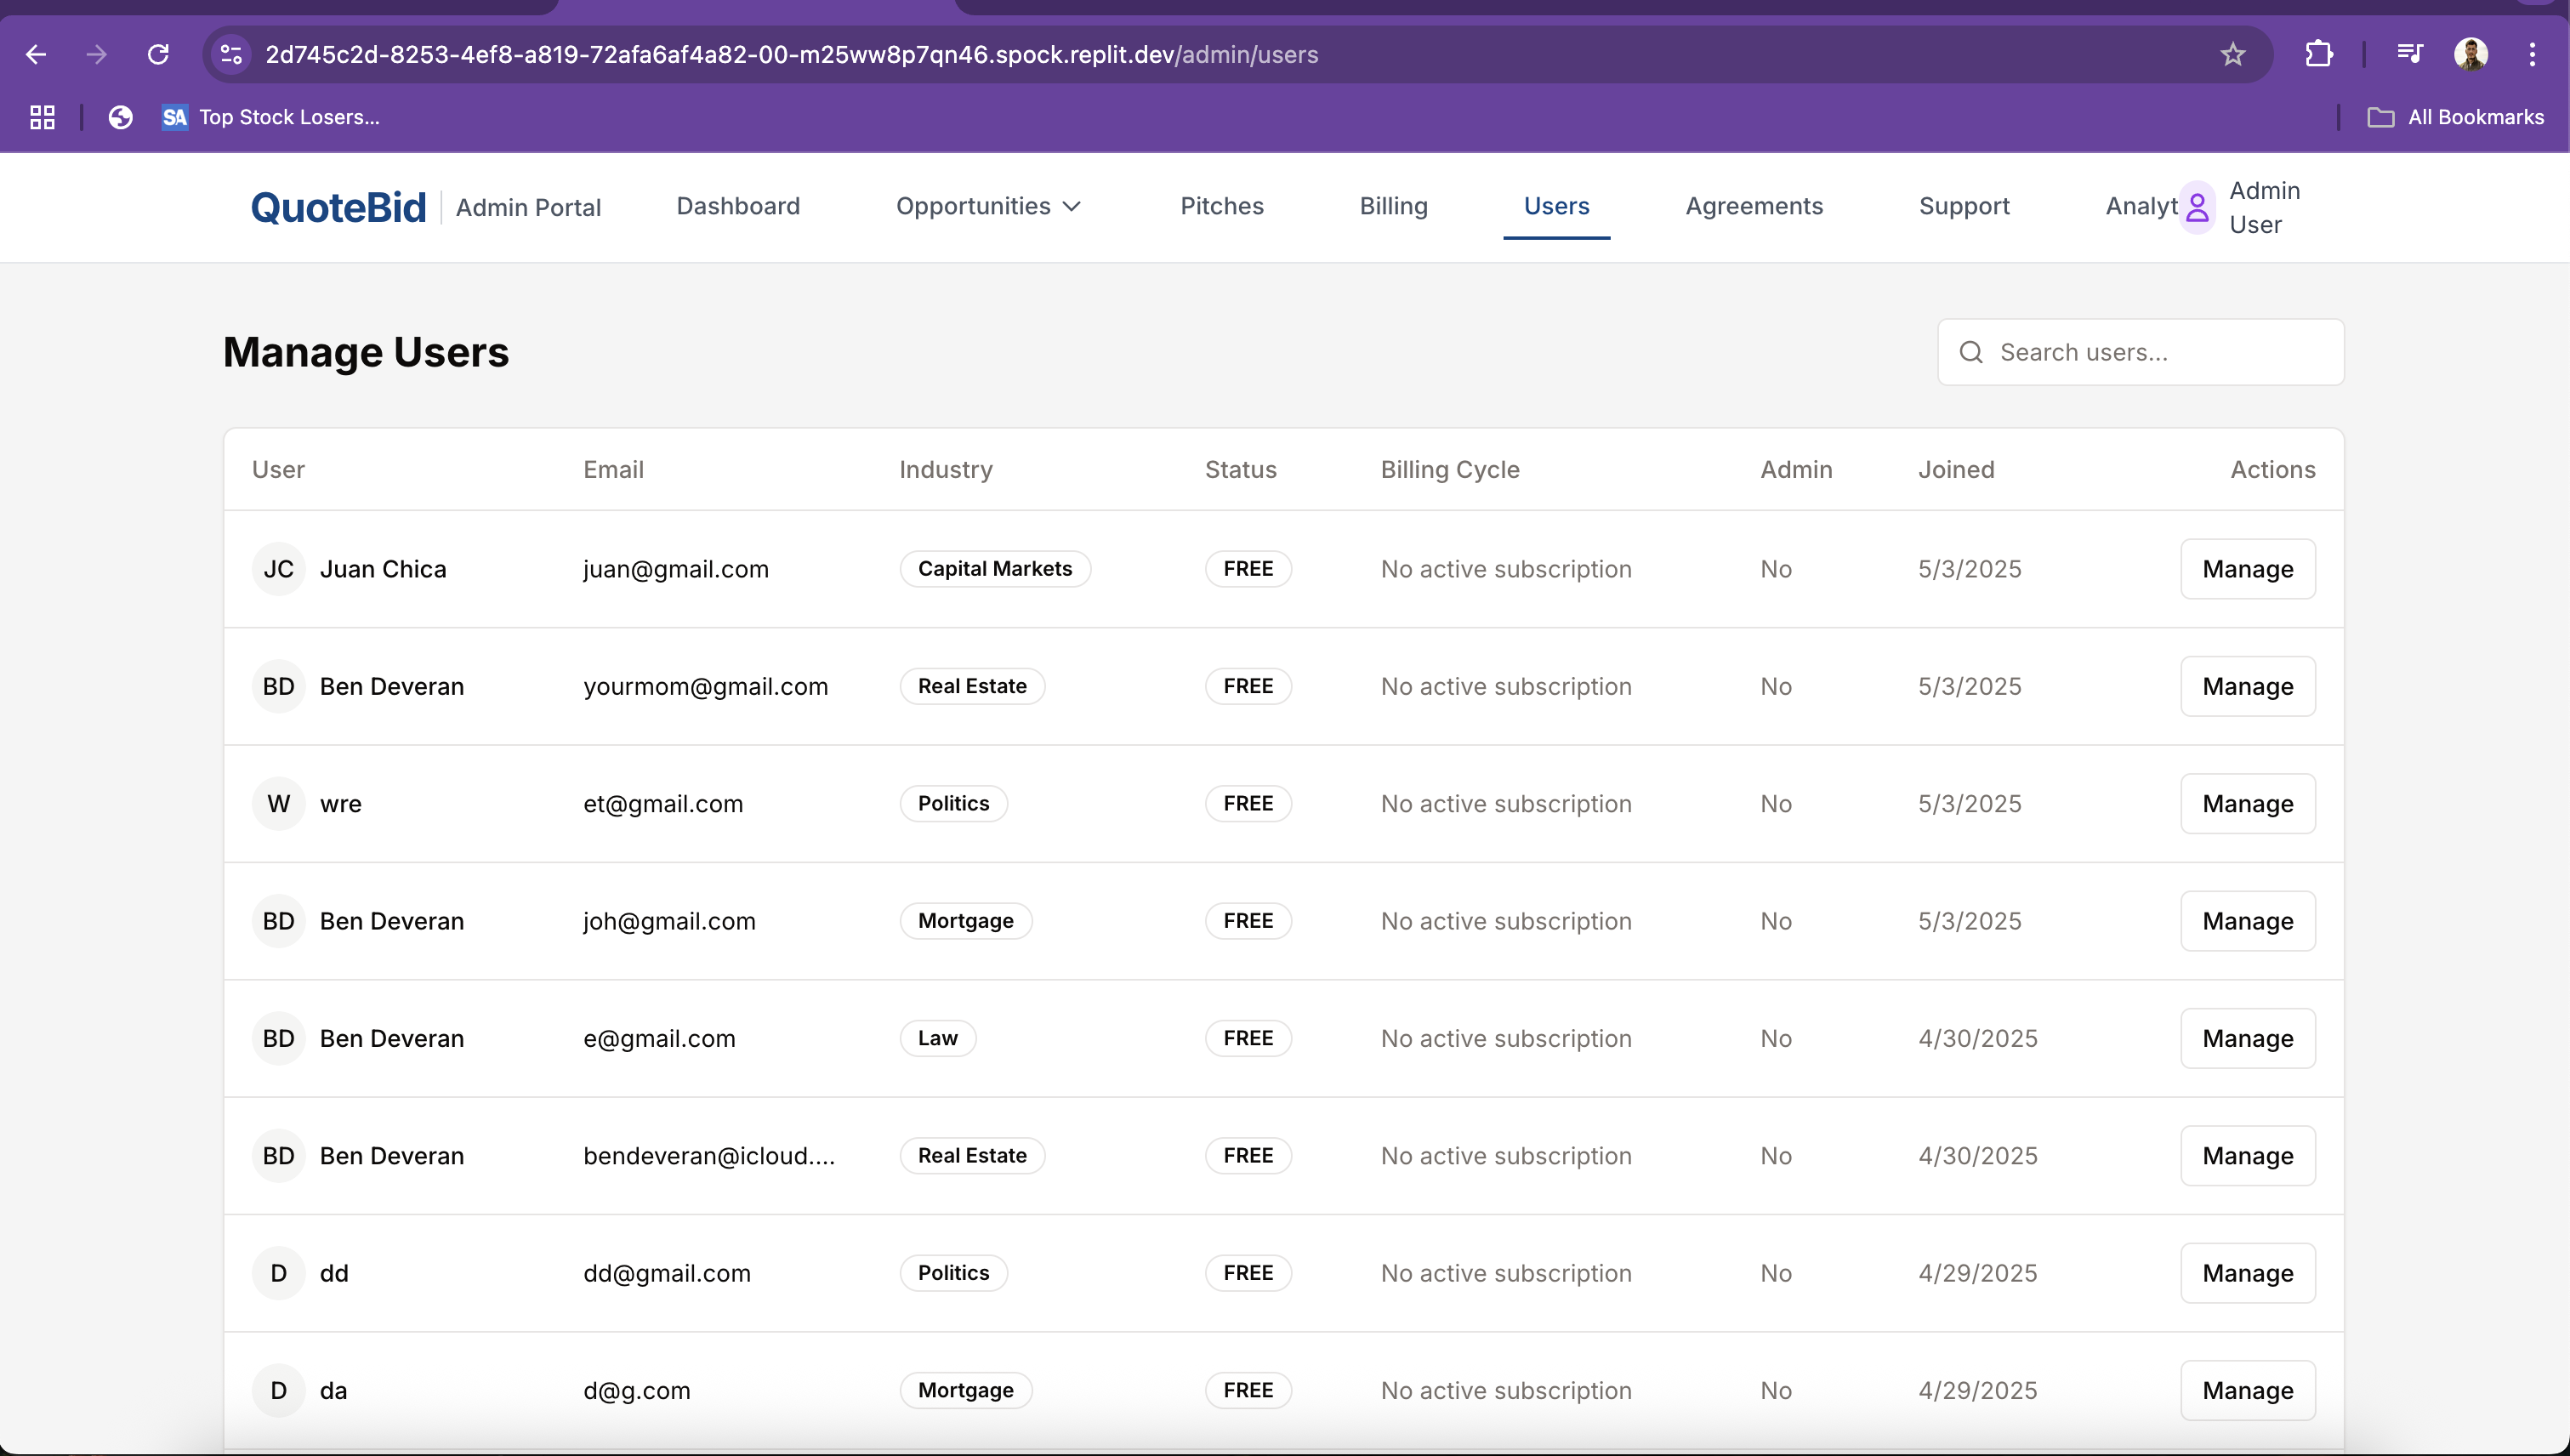 2d745c2d-8253-4ef8-a819-72afa6af4a82-00-m25ww8p7qn46.spock.replit.dev/admin/users
SA Top Stock Losers...
All Bookmarks
QuoteBid Admin Portal Dashboard Opportunities Pitches Billing Users Agreements Support Analyt Admin User
Manage Users
Search users...
User Email Industry Status Billing Cycle Admin Joined Actions
JC Juan Chica juan@gmail.com Capital Markets FREE No active subscription No 5/3/2025 Manage
BD Ben Deveran yourmom@gmail.com Real Estate FREE No active subscription No 5/3/2025 Manage
W wre et@gmail.com Politics FREE No active subscription No 5/3/2025 Manage
BD Ben Deveran joh@gmail.com Mortgage FREE No active subscription No 5/3/2025 Manage
BD Ben Deveran e@gmail.com Law FREE No active subscription No 4/30/2025 Manage
BD Ben Deveran bendeveran@icloud.... Real Estate FREE No active subscription No 4/30/2025 Manage
D dd dd@gmail.com Politics FREE No active subscription No 4/29/2025 Manage
D da d@g.com Mortgage FREE No active subscription No 4/29/2025 Manage